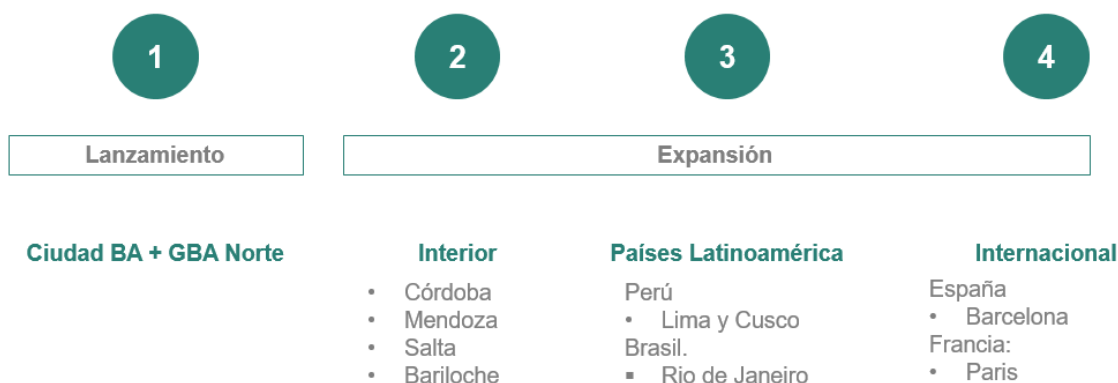 1
2
3
4
Lanzamiento
Expansión
Ciudad BA + GBA Norte
Interior
• Córdoba
• Mendoza
• Salta
• Bariloche
Países Latinoamérica
Perú
• Lima y Cusco
Brasil.
▪ Rio de Janeiro
Internacional
España
• Barcelona
Francia:
• Paris